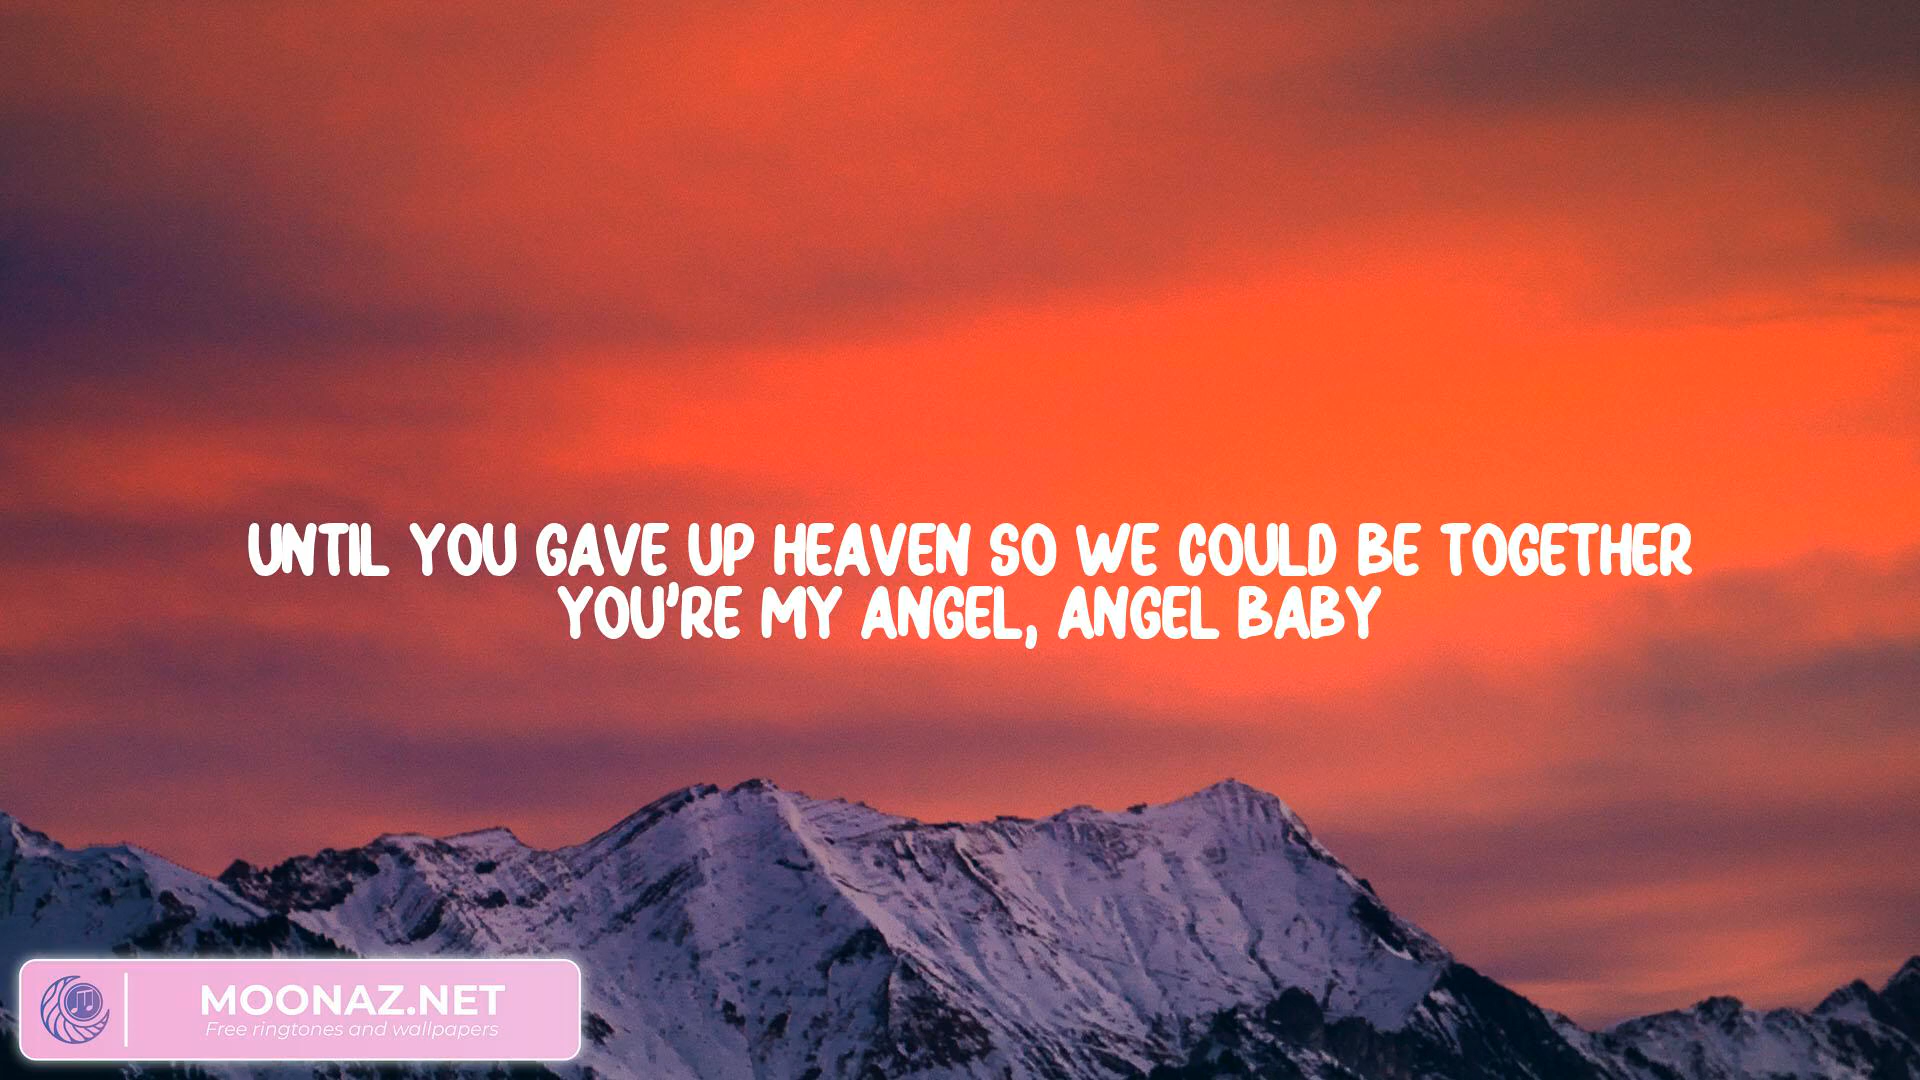 UNTIL YOU GAVE UP HEAVEN SO WE COULD BE TOGETHER
YOU'RE MY ANGEL, ANGEL BABY
MOONAZ.NET
Free ringtones and wallpapers